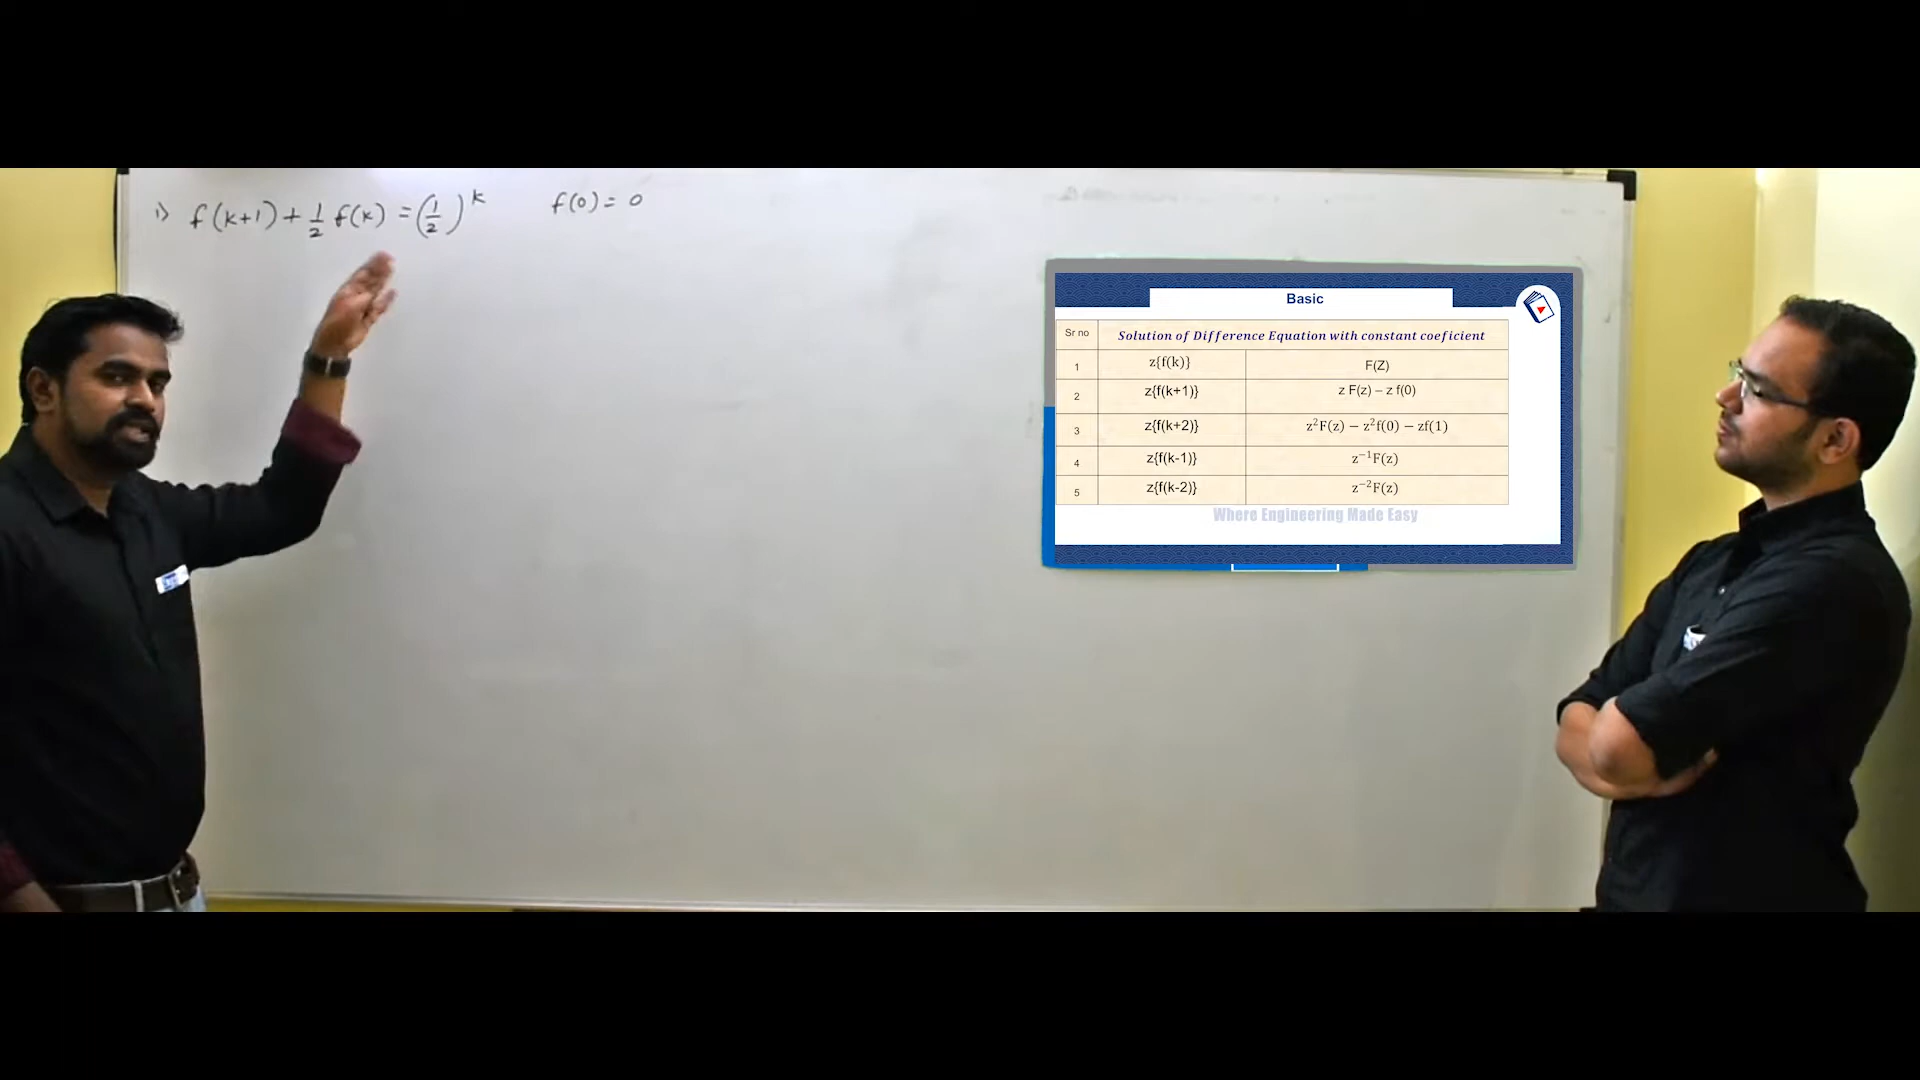 1) f(k+1) + 1/2 f(k) = (1/2)^k f(0) = 0
Basic
Sr no Solution of Difference Equation with constant coeficient
1 z{f(k)} F(Z)
2 z{f(k+1)} z F(z) – z f(0)
3 z{f(k+2)} z²F(z) − z²f(0) − zf(1)
4 z{f(k-1)} z⁻¹F(z)
5 z{f(k-2)} z⁻²F(z)
Where Engineering Made Easy